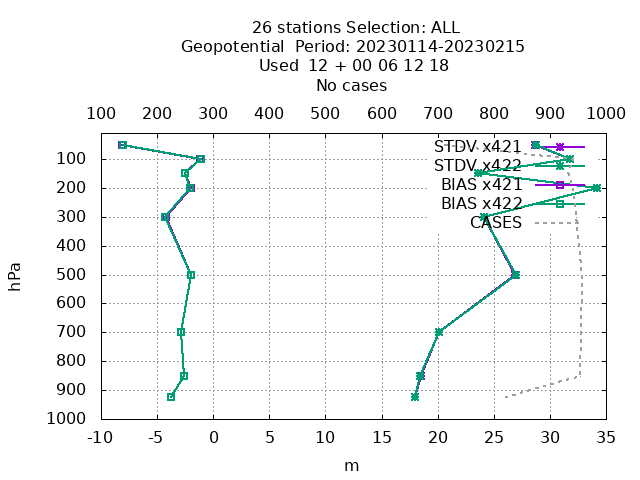 26 stations Selection: ALL
Geopotential  Period: 20230114-20230215
Used  12 + 00 06 12 18
No cases
100 200 300 400 500 600 700 800 900 1000
STDV x421
STDV x422
BIAS x421
BIAS x422
CASES
100
200
300
400
500
600
700
800
900
1000
hPa
-10 -5 0 5 10 15 20 25 30 35
m